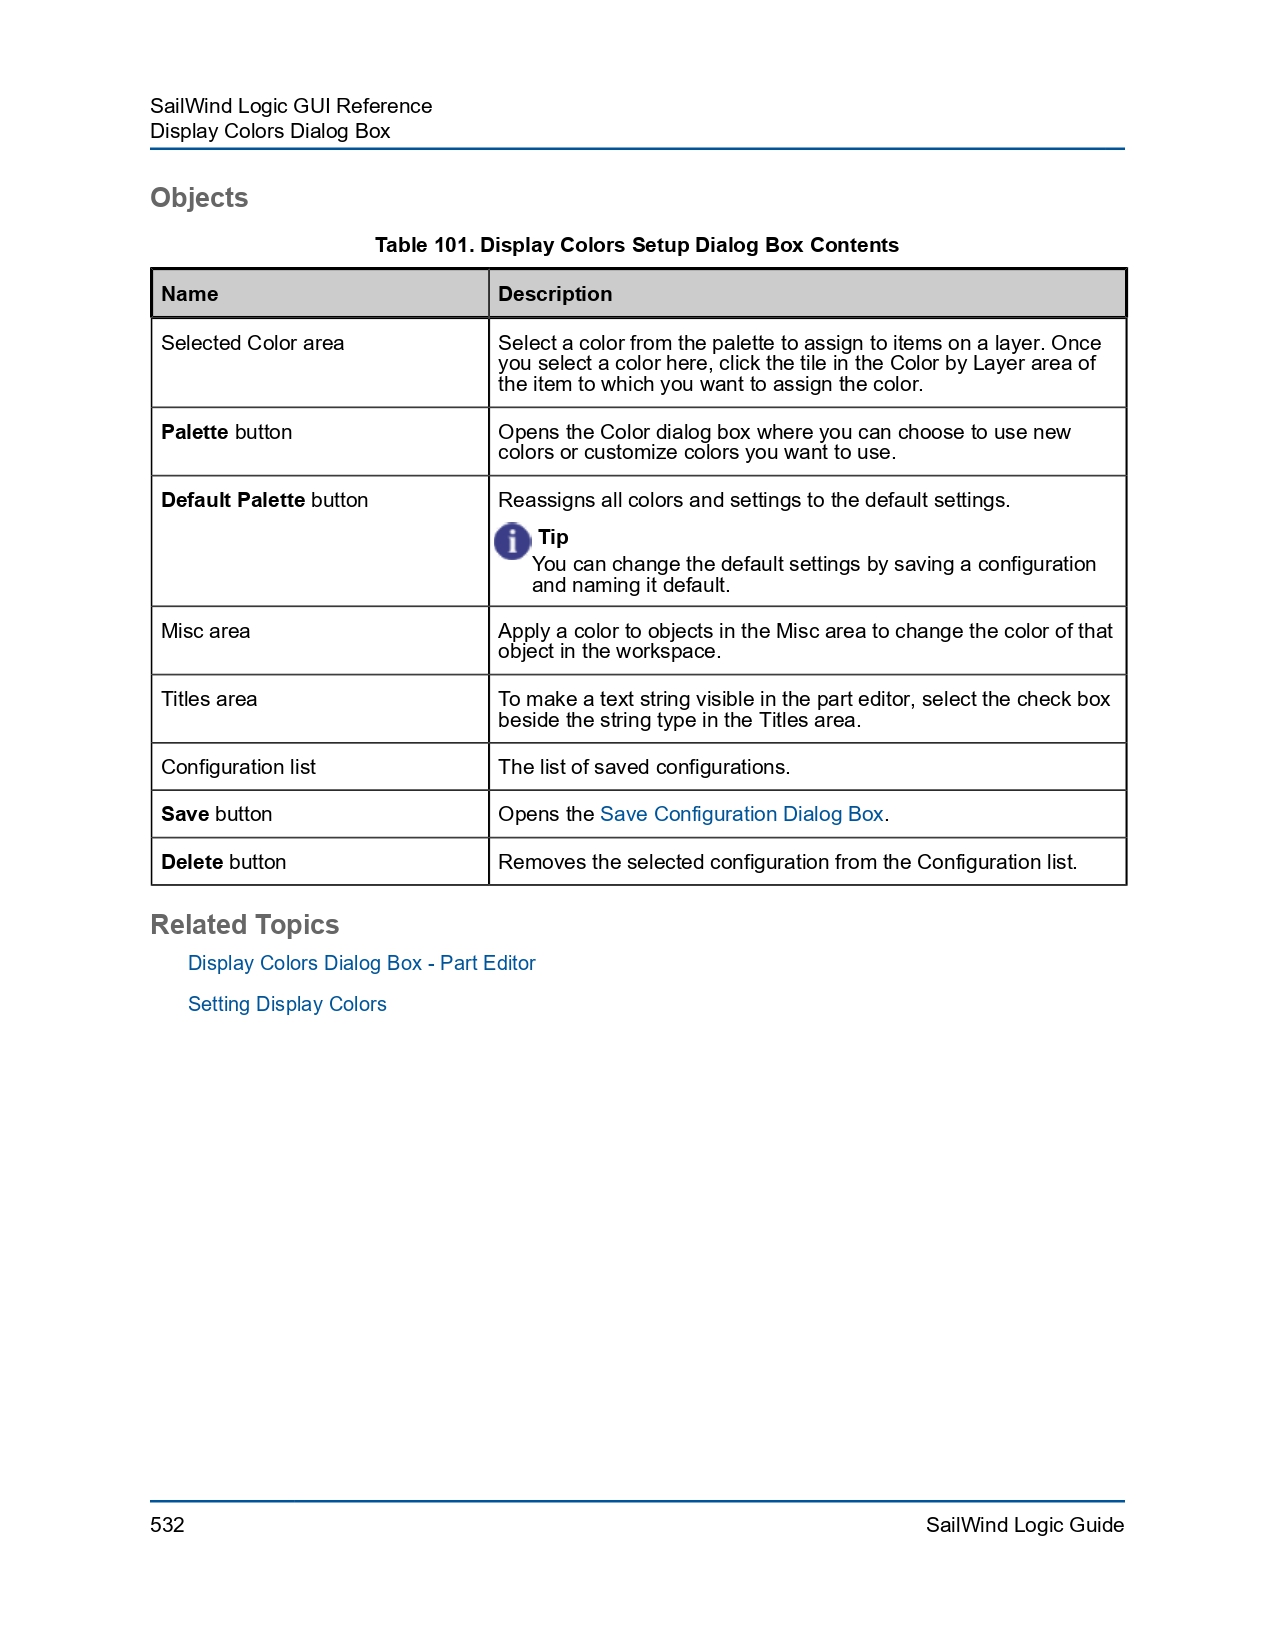 SailWind Logic GUI Reference
Display Colors Dialog Box
Objects
Table 101. Display Colors Setup Dialog Box Contents
Name
Description
Selected Color area
Select a color from the palette to assign to items on a layer. Once
you select a color here, click the tile in the Color by Layer area of
the item to which you want to assign the color.
Palette button
Opens the Color dialog box where you can choose to use new
colors or customize colors you want to use.
Default Palette button
Reassigns all colors and settings to the default settings.
Tip
You can change the default settings by saving a configuration
and naming it default.
Misc area
Apply a color to objects in the Misc area to change the color of that
object in the workspace.
Titles area
To make a text string visible in the part editor, select the check box
beside the string type in the Titles area.
Configuration list
The list of saved configurations.
Save button
Opens the Save Configuration Dialog Box.
Delete button
Removes the selected configuration from the Configuration list.
Related Topics
Display Colors Dialog Box - Part Editor
Setting Display Colors
532
SailWind Logic Guide